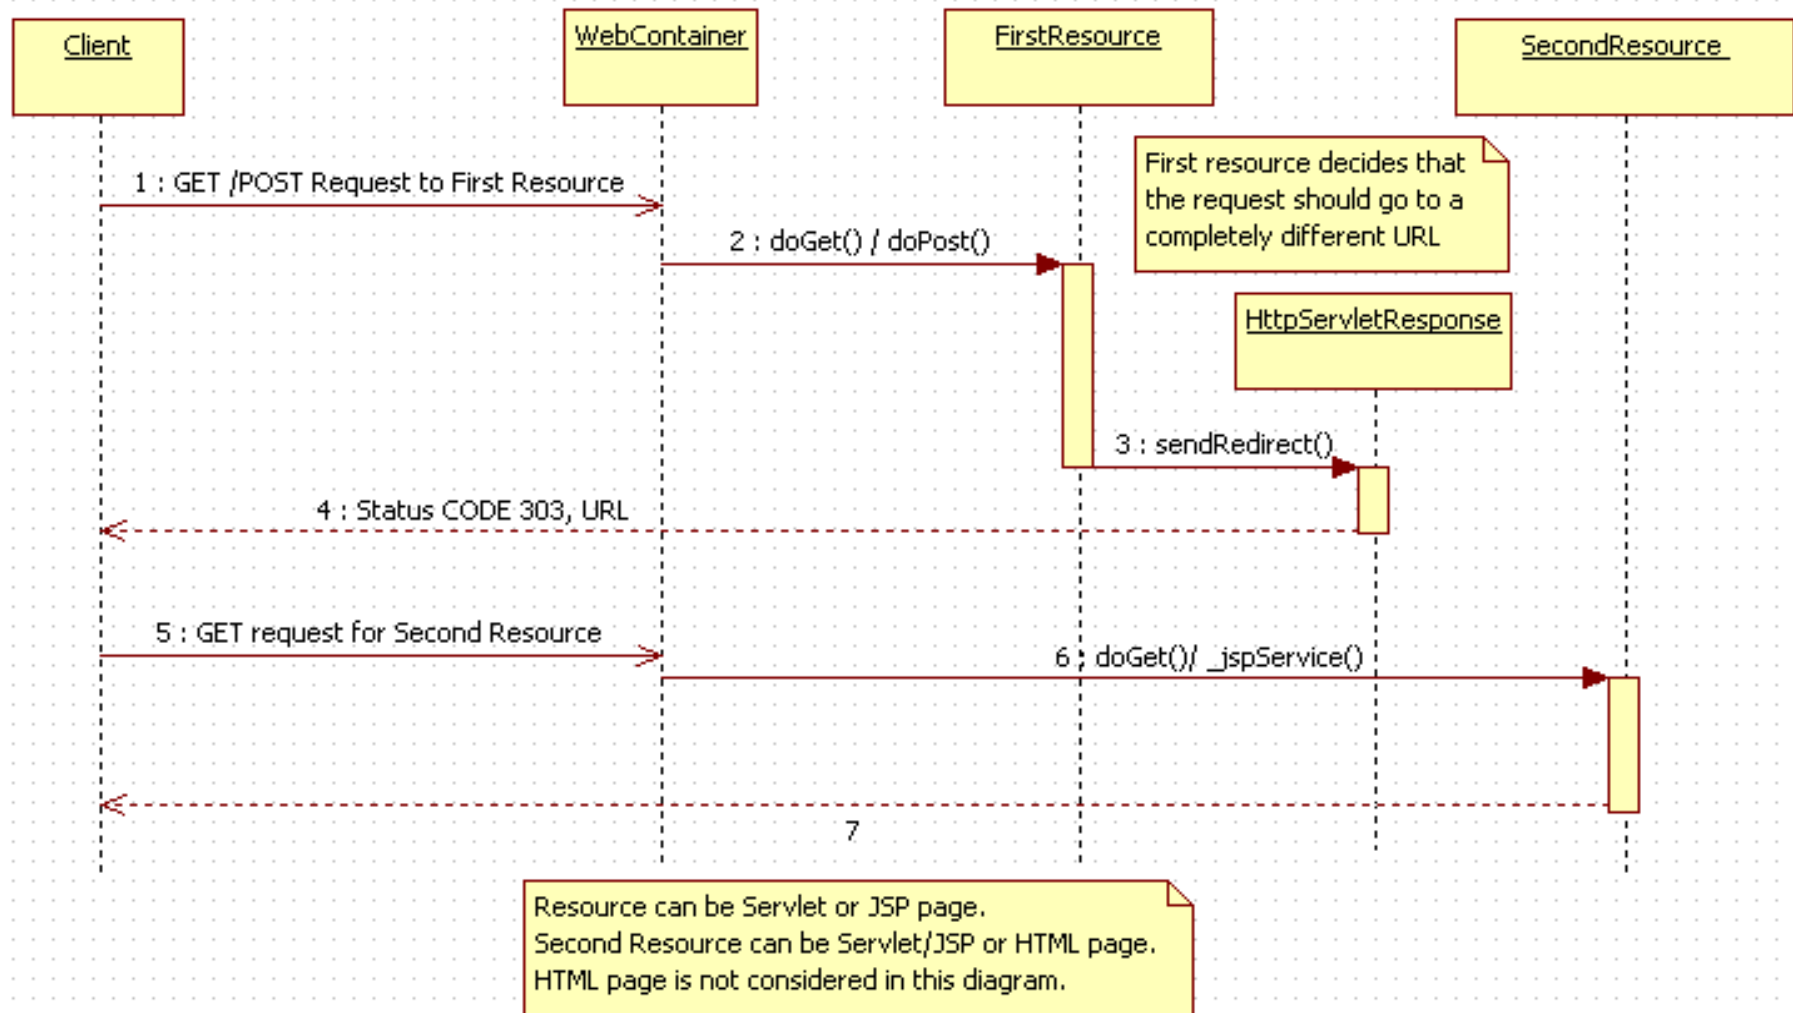 Client
WebContainer
FirstResource
SecondResource
First resource decides that
the request should go to a
completely different URL
1 : GET /POST Request to First Resource
2 : doGet() / doPost()
HttpServletResponse
3 : sendRedirect()
4 : Status CODE 303, URL
5 : GET request for Second Resource
6 : doGet()/ _jspService()
7
Resource can be Servlet or JSP page.
Second Resource can be Servlet/JSP or HTML page.
HTML page is not considered in this diagram.